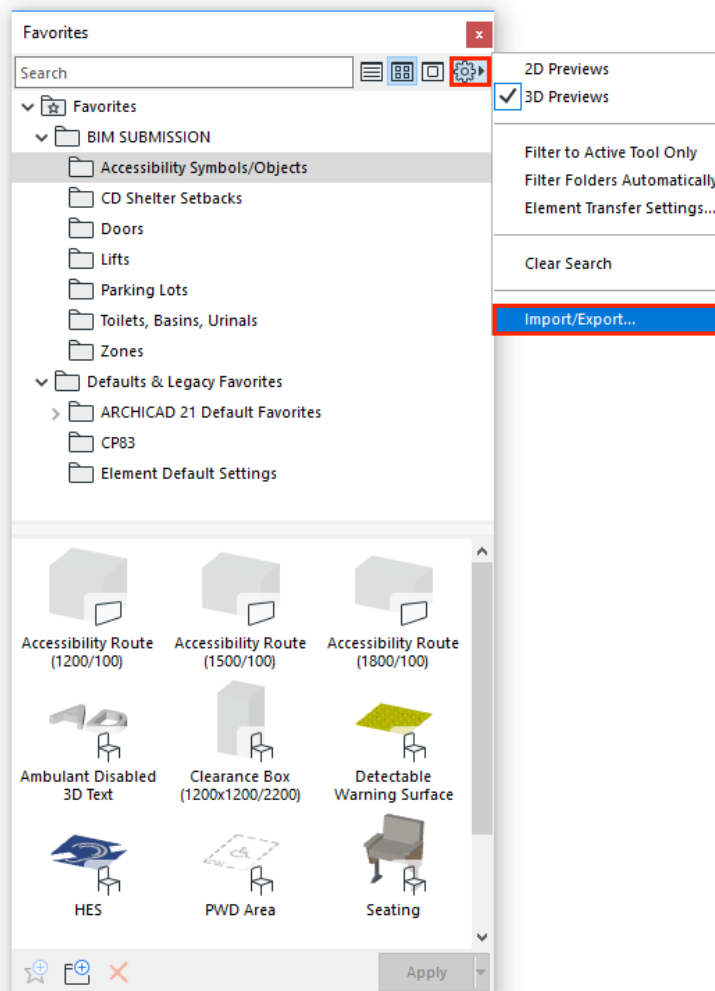 Favorites
x
Search
2D Previews
3D Previews
Filter to Active Tool Only
Filter Folders Automatically
Element Transfer Settings...
Clear Search
Import/Export...
Favorites
BIM SUBMISSION
Accessibility Symbols/Objects
CD Shelter Setbacks
Doors
Lifts
Parking Lots
Toilets, Basins, Urinals
Zones
Defaults & Legacy Favorites
ARCHICAD 21 Default Favorites
CP83
Element Default Settings
Accessibility Route
(1200/100)
Accessibility Route
(1500/100)
Accessibility Route
(1800/100)
Ambulant Disabled
3D Text
Clearance Box
(1200x1200/2200)
Detectable
Warning Surface
HES
PWD Area
Seating
Apply